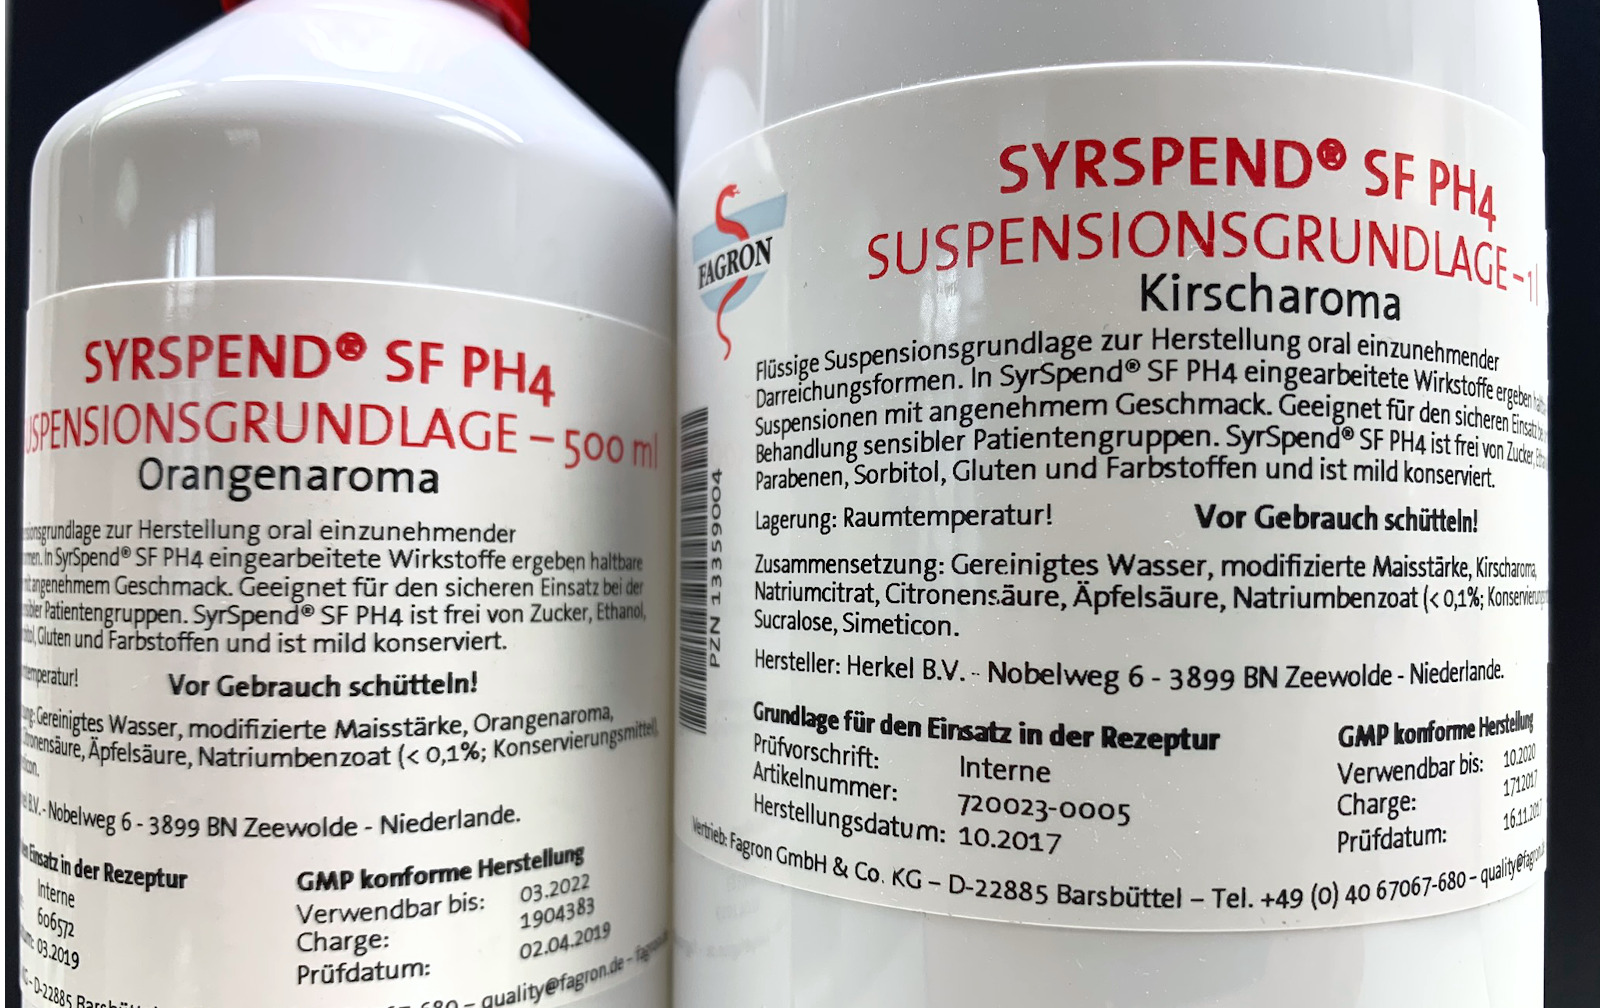 SYRSPEND® SF PH4
SUSPENSIONSGRUNDLAGE – 500 ml
Orangenaroma
zur Herstellung oral einzunehmender
In SyrSpend® SF PH4 eingearbeitete Wirkstoffe ergeben haltbare
angenehmem Geschmack. Geeignet für den sicheren Einsatz bei der
Patientengruppen. SyrSpend® SF PH4 ist frei von Zucker, Ethanol,
Gluten und Farbstoffen und ist mild konserviert.
Vor Gebrauch schütteln!
Gereinigtes Wasser, modifizierte Maisstärke, Orangenaroma,
Äpfelsäure, Natriumbenzoat (< 0,1%; Konservierungsmittel),
B.V. - Nobelweg 6 - 3899 BN Zeewolde - Niederlande.
Einsatz in der Rezeptur
Interne
606572
03.2019
GMP konforme Herstellung
Verwendbar bis: 03.2022
Charge: 1904383
Prüfdatum: 02.04.2019
D-22885
680 – quality@fagron.de –
FAGRON
PZN 13359004
SYRSPEND® SF PH4
SUSPENSIONSGRUNDLAGE – 1 l
Kirscharoma
Flüssige Suspensionsgrundlage zur Herstellung oral einzunehmender
Darreichungsformen. In SyrSpend® SF PH4 eingearbeitete Wirkstoffe ergeben
Suspensionen mit angenehmem Geschmack. Geeignet für den sicheren Einsatz
Behandlung sensibler Patientengruppen. SyrSpend® SF PH4 ist frei von Zucker,
Parabenen, Sorbitol, Gluten und Farbstoffen und ist mild konserviert.
Lagerung: Raumtemperatur! Vor Gebrauch schütteln!
Zusammensetzung: Gereinigtes Wasser, modifizierte Maisstärke, Kirscharoma,
Natriumcitrat, Citronensäure, Äpfelsäure, Natriumbenzoat (< 0,1%;
Sucralose, Simeticon.
Hersteller: Herkel B.V. - Nobelweg 6 - 3899 BN Zeewolde - Niederlande.
Grundlage für den Einsatz in der Rezeptur
Prüfvorschrift: Interne
Artikelnummer: 720023-0005
Herstellungsdatum: 10.2017
GMP konforme Herstellung
Verwendbar bis: 10.2020
Charge: 1712017
Prüfdatum: 16.11.2017
Vertrieb: Fagron GmbH & Co. KG – D-22885 Barsbüttel – Tel. +49 (0) 40 67067-680 –